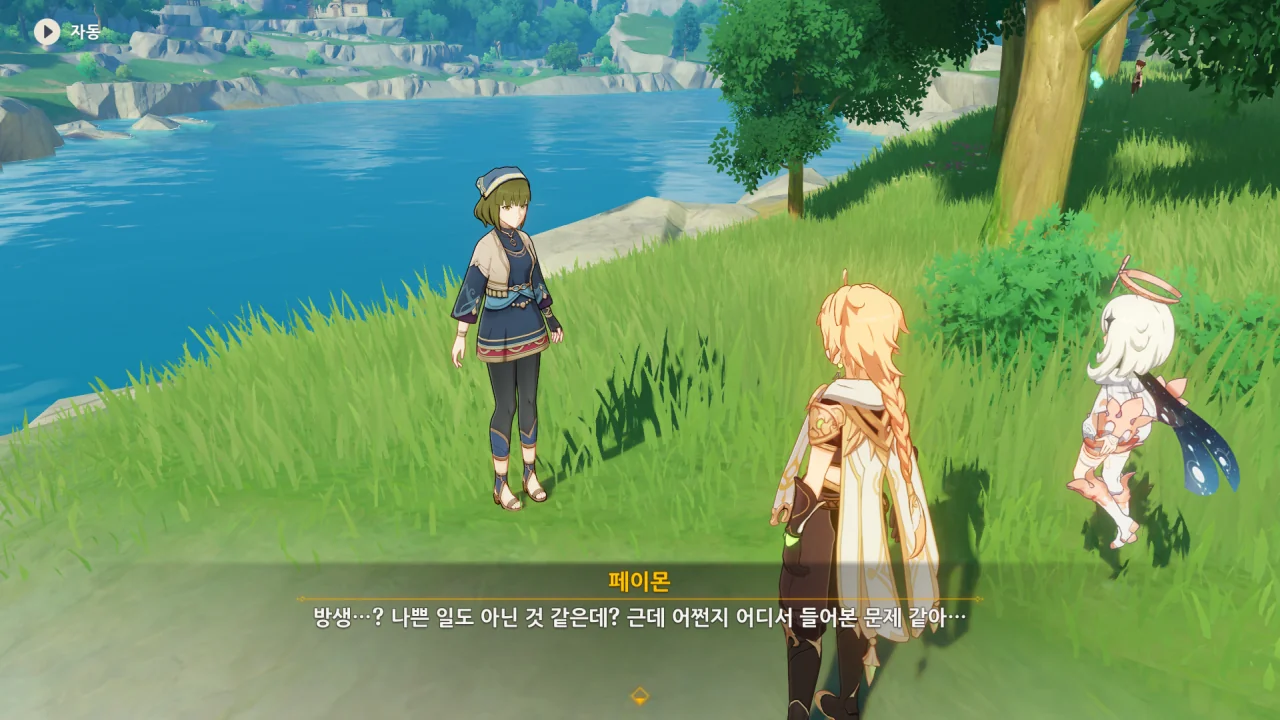 자동
페이몬
방생…? 나쁜 일도 아닌 것 같은데? 근데 어쩐지 어디서 들어본 문제 같아…